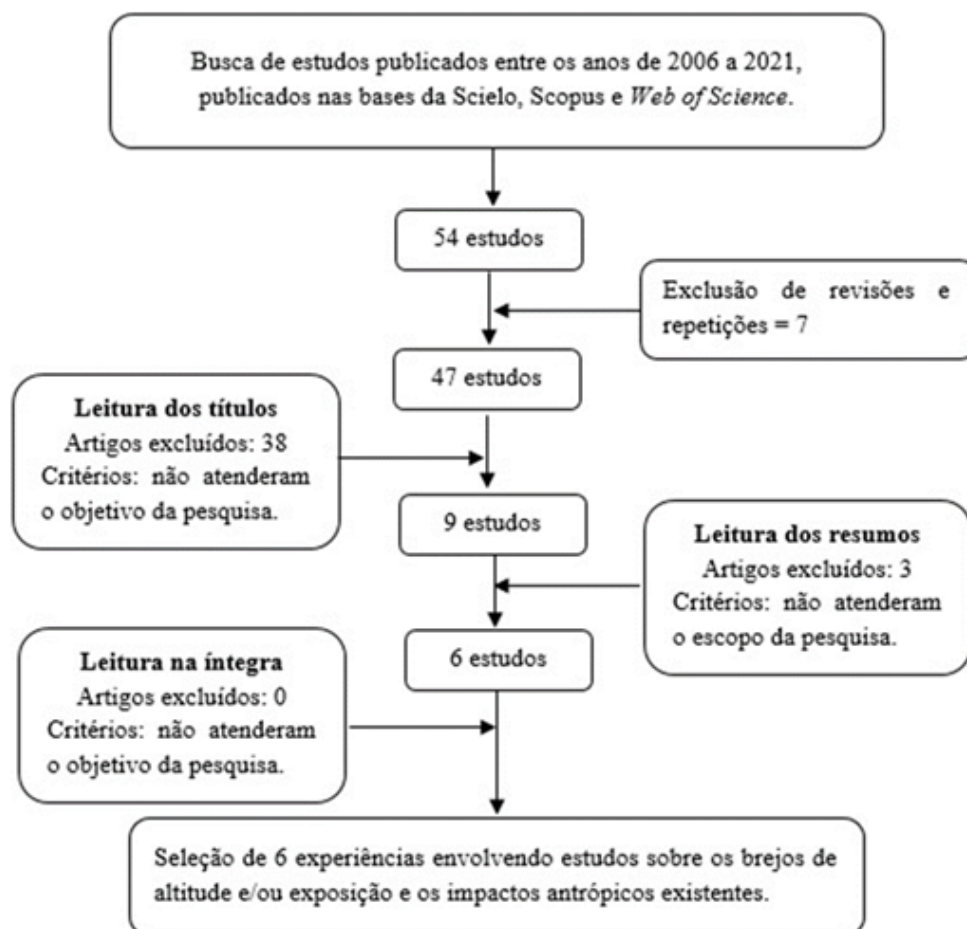 Busca de estudos publicados entre os anos de 2006 a 2021,
publicados nas bases da Scielo, Scopus e Web of Science.
54 estudos
Exclusão de revisões e
repetições = 7
47 estudos
Leitura dos títulos
Artigos excluídos: 38
Critérios: não atenderam
o objetivo da pesquisa.
9 estudos
Leitura dos resumos
Artigos excluídos: 3
Critérios: não atenderam
o escopo da pesquisa.
6 estudos
Leitura na íntegra
Artigos excluídos: 0
Critérios: não atenderam
o objetivo da pesquisa.
Seleção de 6 experiências envolvendo estudos sobre os brejos de
altitude e/ou exposição e os impactos antrópicos existentes.